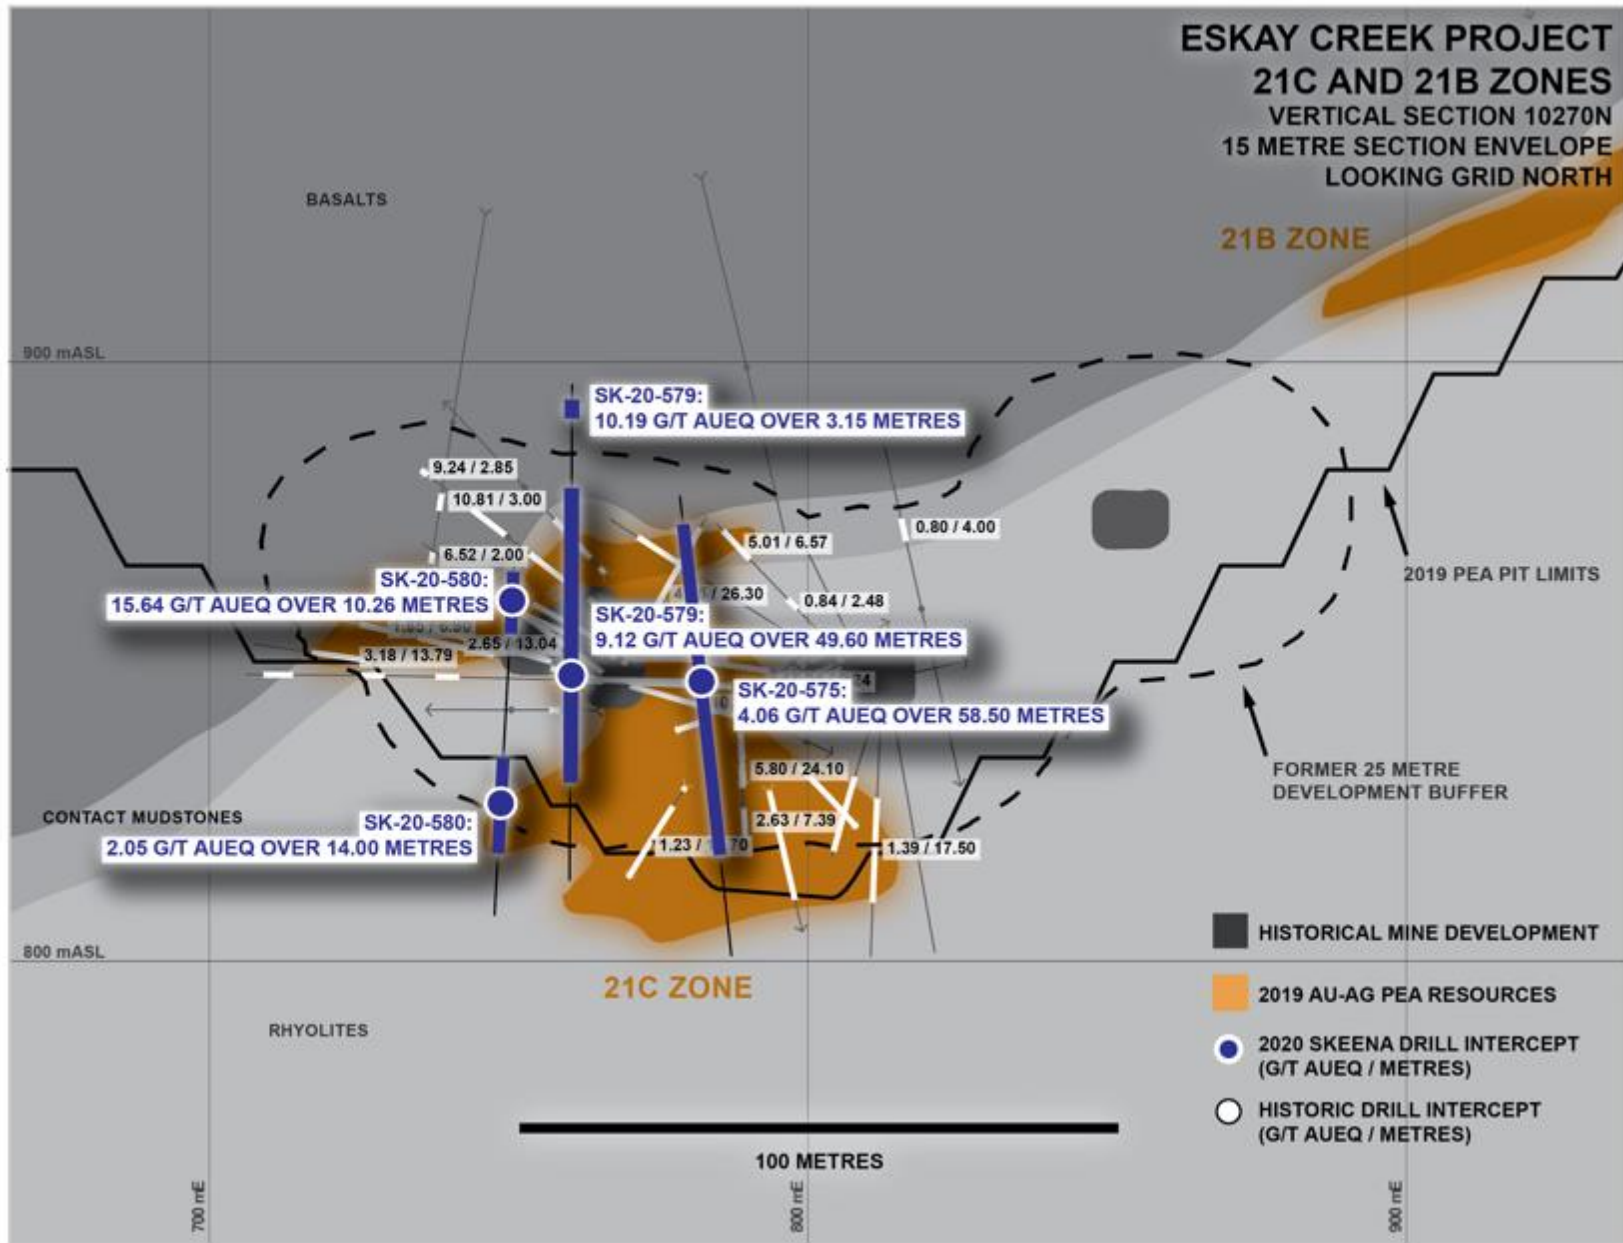 ESKAY CREEK PROJECT
21C AND 21B ZONES
VERTICAL SECTION 10270N
15 METRE SECTION ENVELOPE
LOOKING GRID NORTH
BASALTS
21B ZONE
900 mASL
SK-20-579:
10.19 G/T AUEQ OVER 3.15 METRES
9.24 / 2.85
10.81 / 3.00
0.80 / 4.00
6.52 / 2.00
5.01 / 6.57
2019 PEA PIT LIMITS
SK-20-580:
15.64 G/T AUEQ OVER 10.26 METRES
26.30
0.84 / 2.48
SK-20-579:
9.12 G/T AUEQ OVER 49.60 METRES
2.65 / 13.04
3.18 / 13.79
SK-20-575:
4.06 G/T AUEQ OVER 58.50 METRES
5.80 / 24.10
FORMER 25 METRE
DEVELOPMENT BUFFER
CONTACT MUDSTONES
SK-20-580:
2.05 G/T AUEQ OVER 14.00 METRES
2.63 / 7.39
1.23 /
1.39 / 17.50
HISTORICAL MINE DEVELOPMENT
800 mASL
21C ZONE
2019 AU-AG PEA RESOURCES
RHYOLITES
2020 SKEENA DRILL INTERCEPT
(G/T AUEQ / METRES)
HISTORIC DRILL INTERCEPT
(G/T AUEQ / METRES)
100 METRES
700 mE
800 mE
900 mE